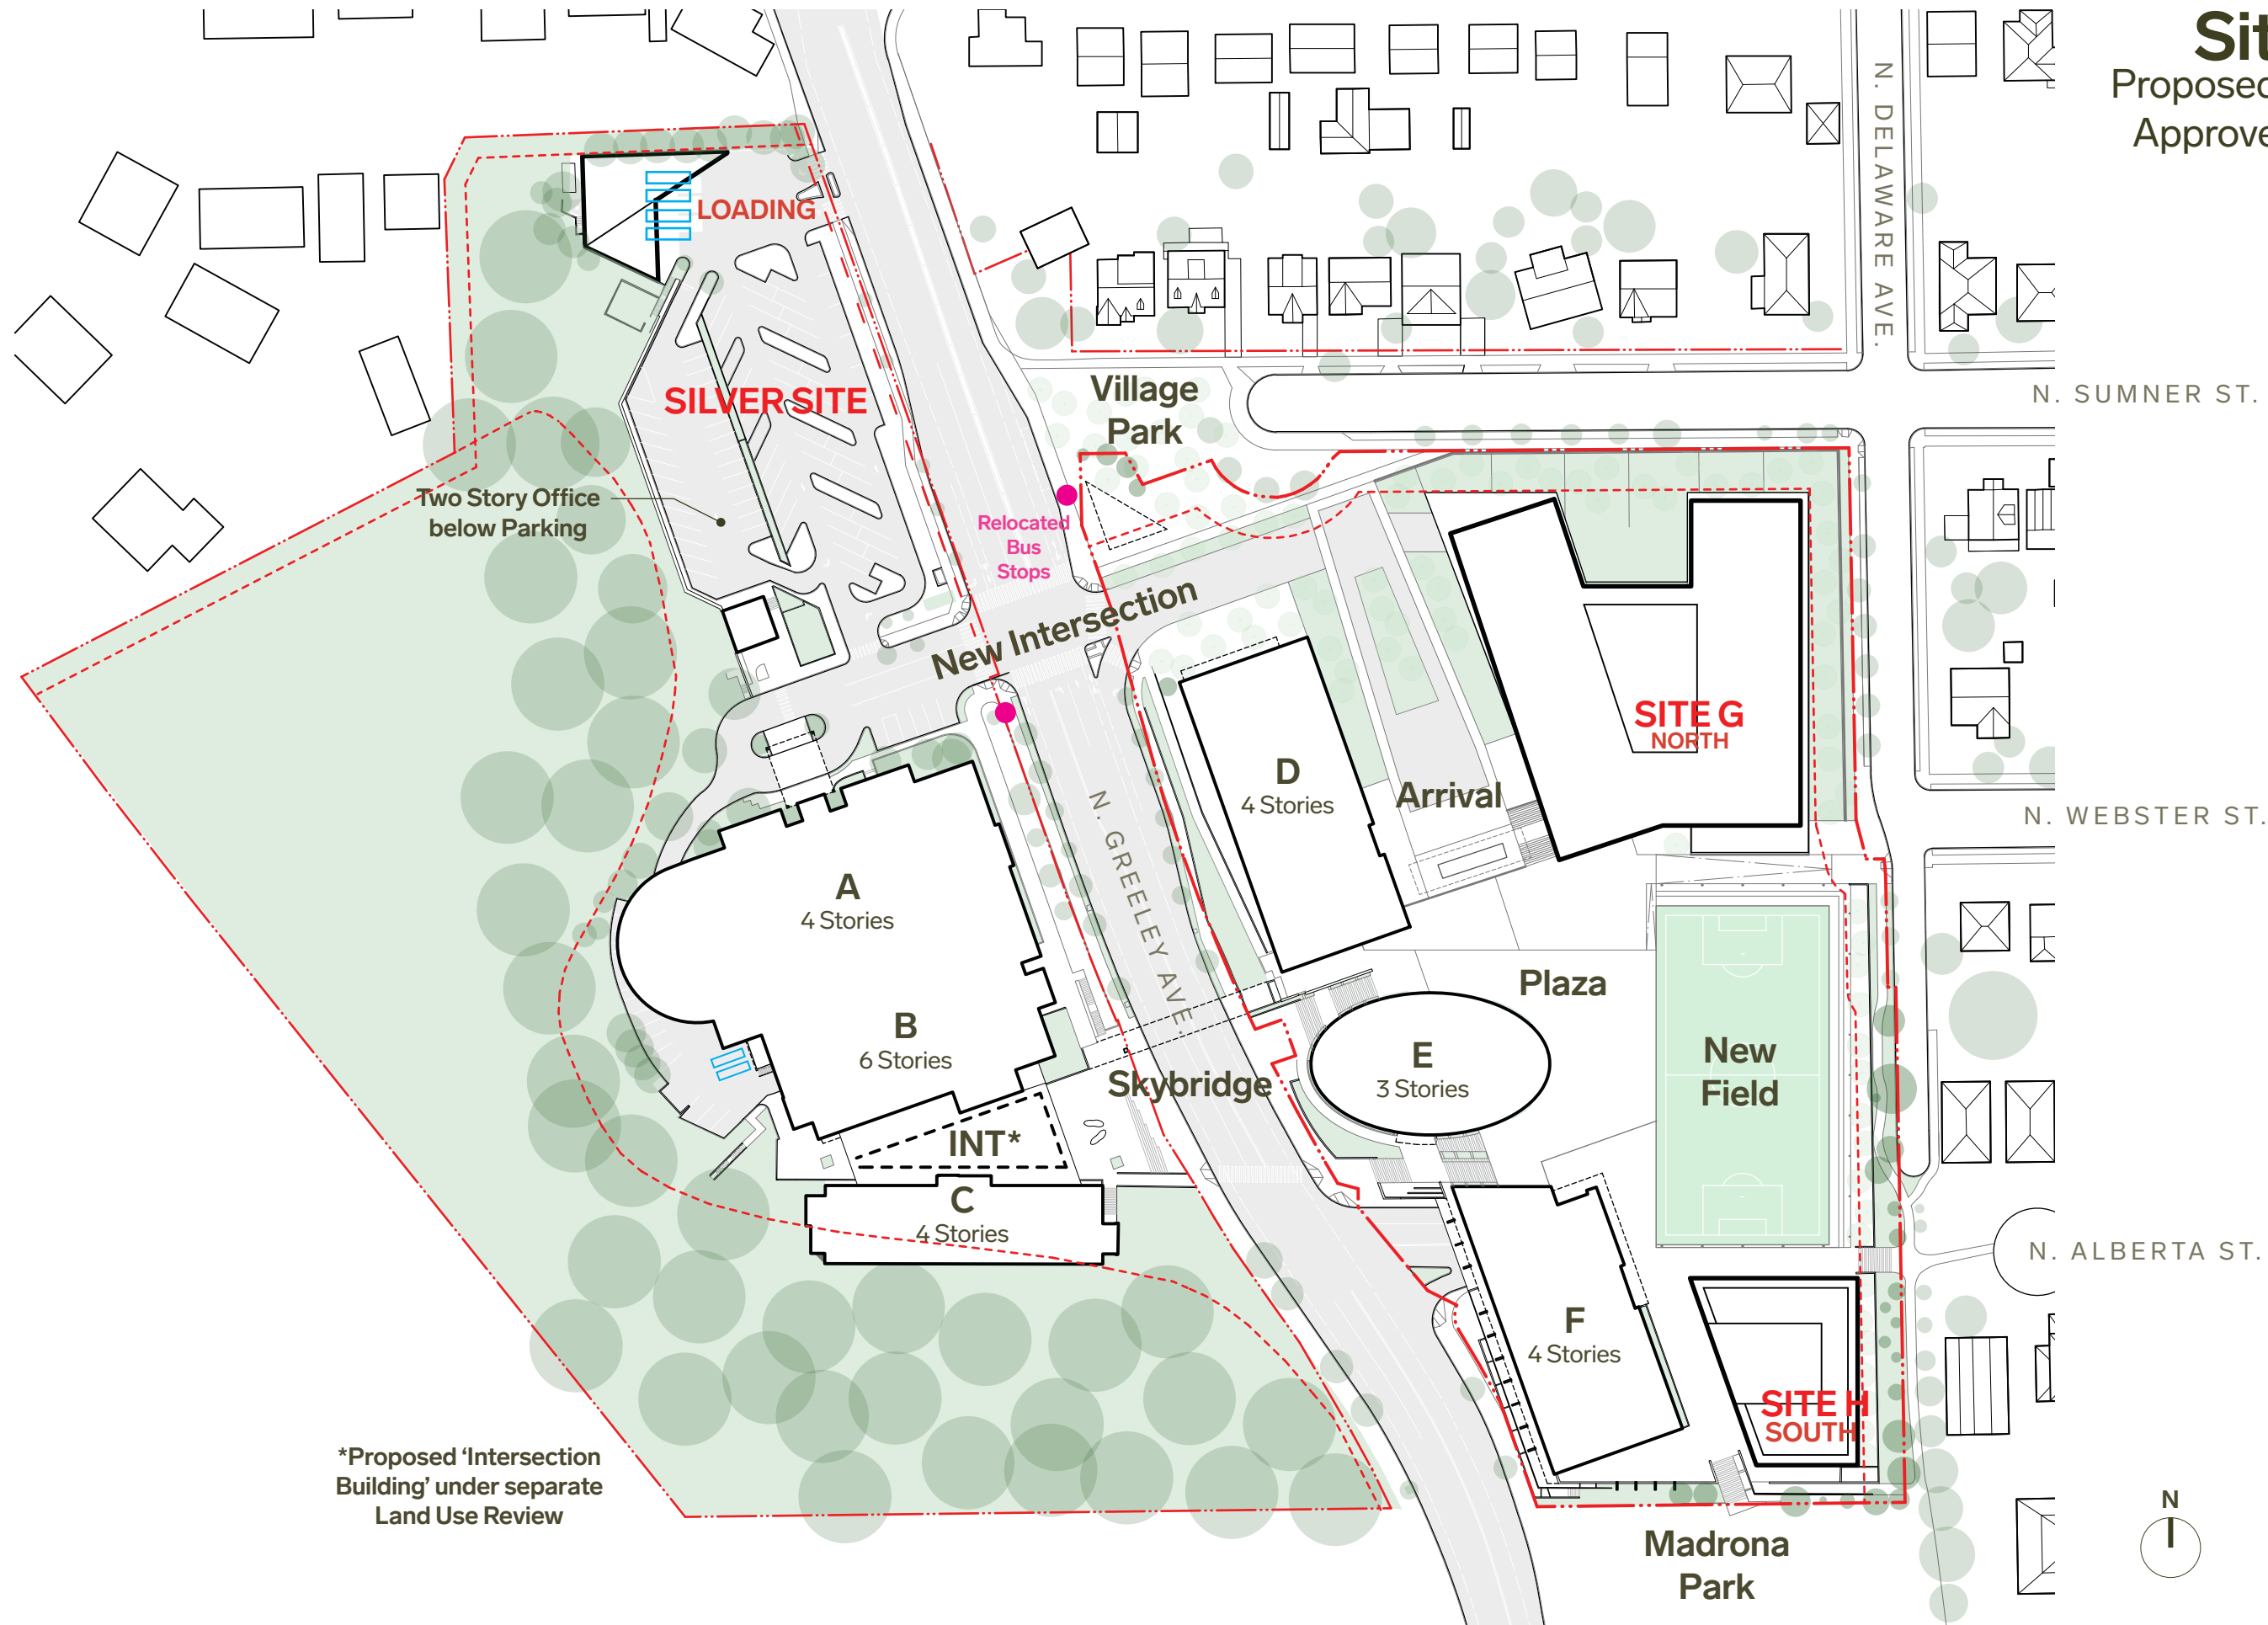 Sit
Proposed
Approve
N. DELAWARE AVE.
LOADING
SILVER SITE
Village
Park
N. SUMNER ST.
Two Story Office
below Parking
Relocated
Bus
Stops
New Intersection
SITE G
NORTH
D
4 Stories
Arrival
N. WEBSTER ST.
N. GREELEY AVE.
A
4 Stories
Plaza
B
6 Stories
Skybridge
E
3 Stories
New
Field
INT*
C
4 Stories
N. ALBERTA ST.
F
4 Stories
SITE H
SOUTH
*Proposed ‘Intersection
Building’ under separate
Land Use Review
Madrona
Park
N